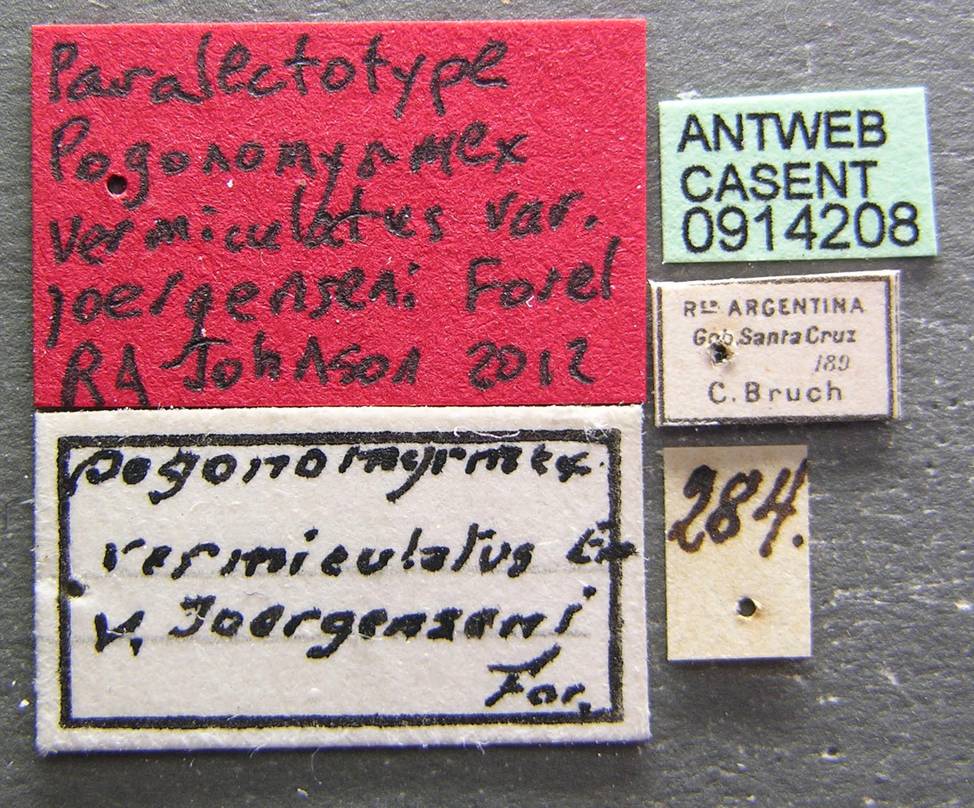 Paralectotype
Pogonomyrmex
vermiculatus var.
joergenseni Forel
RA Johnson 2012
ANTWEB
CASENT
0914208
Rca ARGENTINA
Gob. Santa Cruz
189
C. Bruch
pogonomyrmex
vermiculatus Em
v. Joergenseni
For.
284.